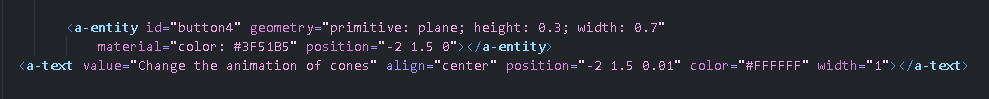 <a-entity id="button4" geometry="primitive: plane; height: 0.3; width: 0.7"
material="color: #3F51B5" position="-2 1.5 0"></a-entity>
<a-text value="Change the animation of cones" align="center" position="-2 1.5 0.01" color="#FFFFFF" width="1"></a-text>